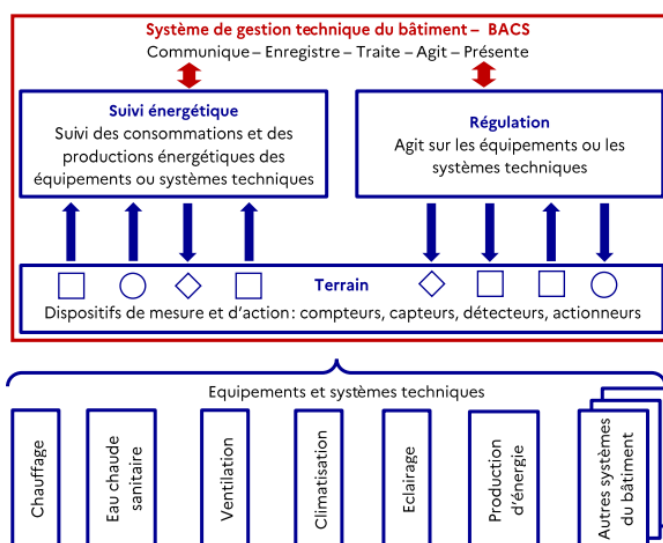 Système de gestion technique du bâtiment – BACS
Communique – Enregistre – Traite – Agit – Présente
Suivi énergétique
Suivi des consommations et des
productions énergétiques des
équipements ou systèmes techniques
Régulation
Agit sur les équipements ou les
systèmes techniques
Terrain
Dispositifs de mesure et d'action : compteurs, capteurs, détecteurs, actionneurs
Equipements et systèmes techniques
Chauffage
Eau chaude
sanitaire
Ventilation
Climatisation
Eclairage
Production
d'énergie
Autres systèmes
du bâtiment